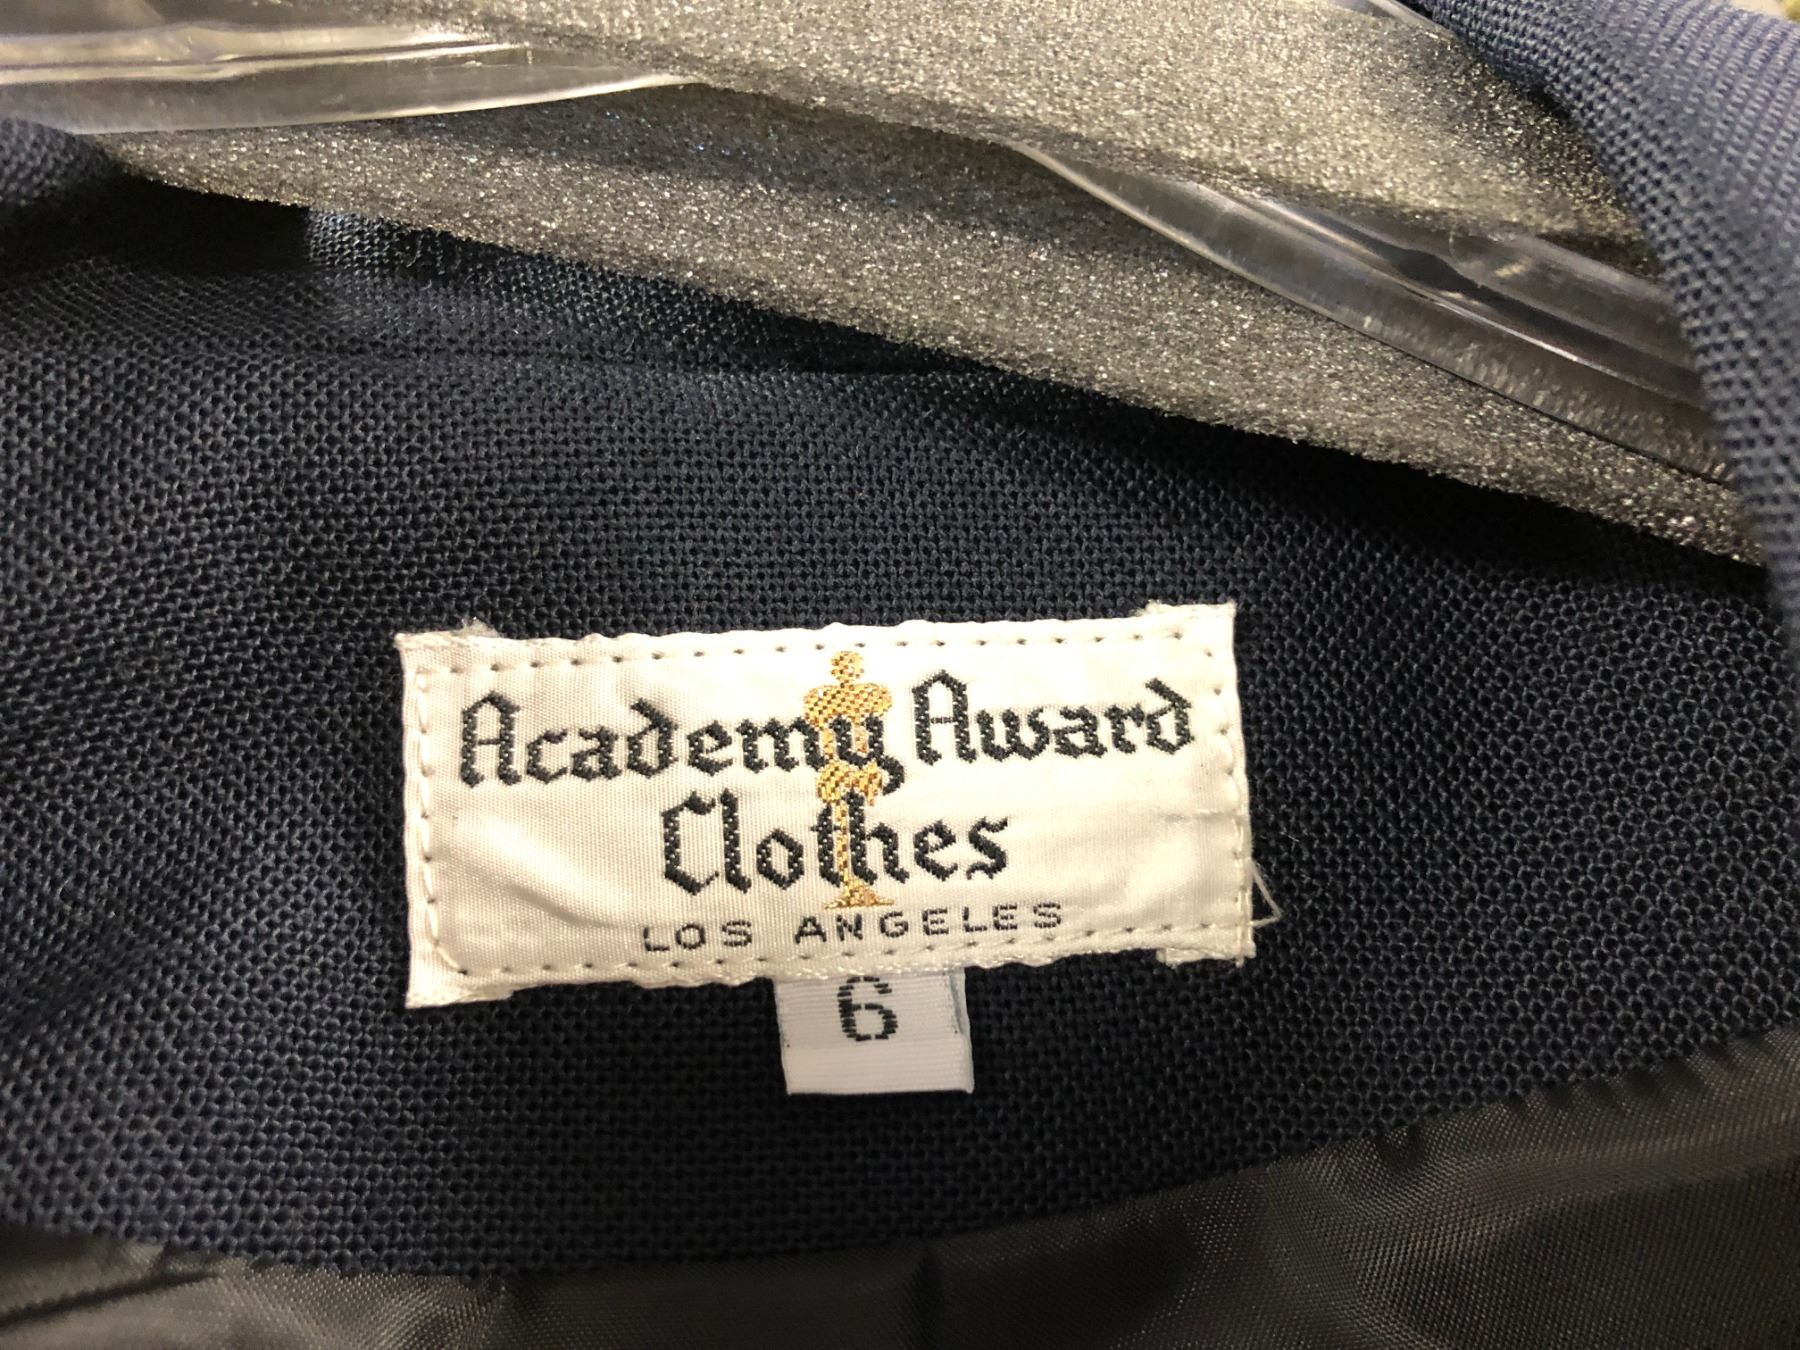 Academy Award
Clothes
LOS ANGELES
6